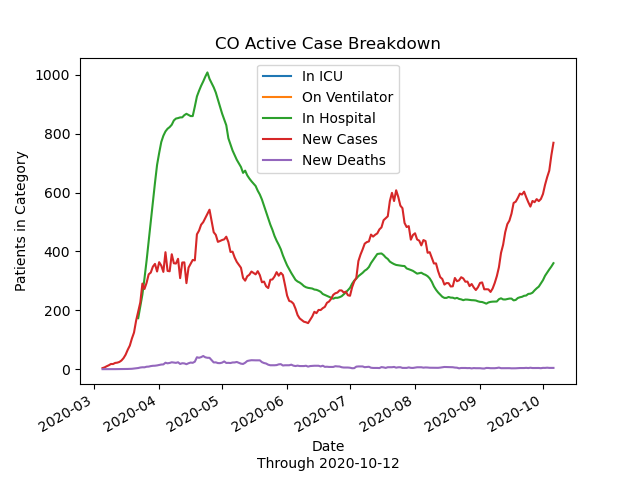 CO Active Case Breakdown
In ICU
On Ventilator
In Hospital
New Cases
New Deaths
Patients in Category
1000
800
600
400
200
0
2020-03
2020-04
2020-05
2020-06
2020-07
2020-08
2020-09
2020-10
Date
Through 2020-10-12